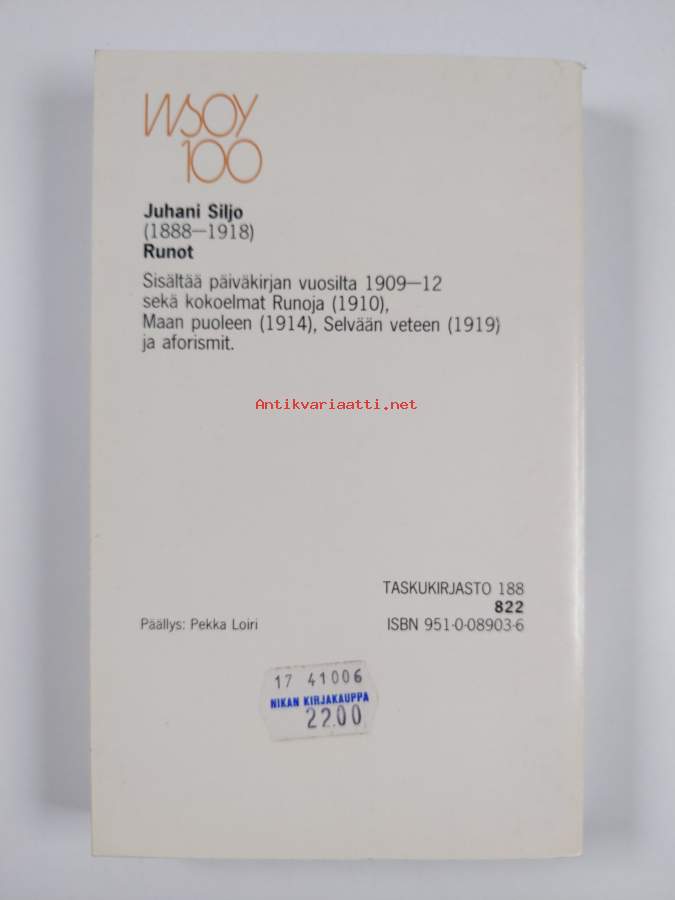 WSOY
100
Juhani Siljo
(1888—1918)
Runot
Sisältää päiväkirjan vuosilta 1909—12
sekä kokoelmat Runoja (1910),
Maan puoleen (1914), Selvään veteen (1919)
ja aforismit.
Antikvariaatti.net
TASKUKIRJASTO 188
822
Päällys: Pekka Loiri
ISBN 951-0-08903-6
17 41006
NIKAN KIRJAKAUPPA
22.00